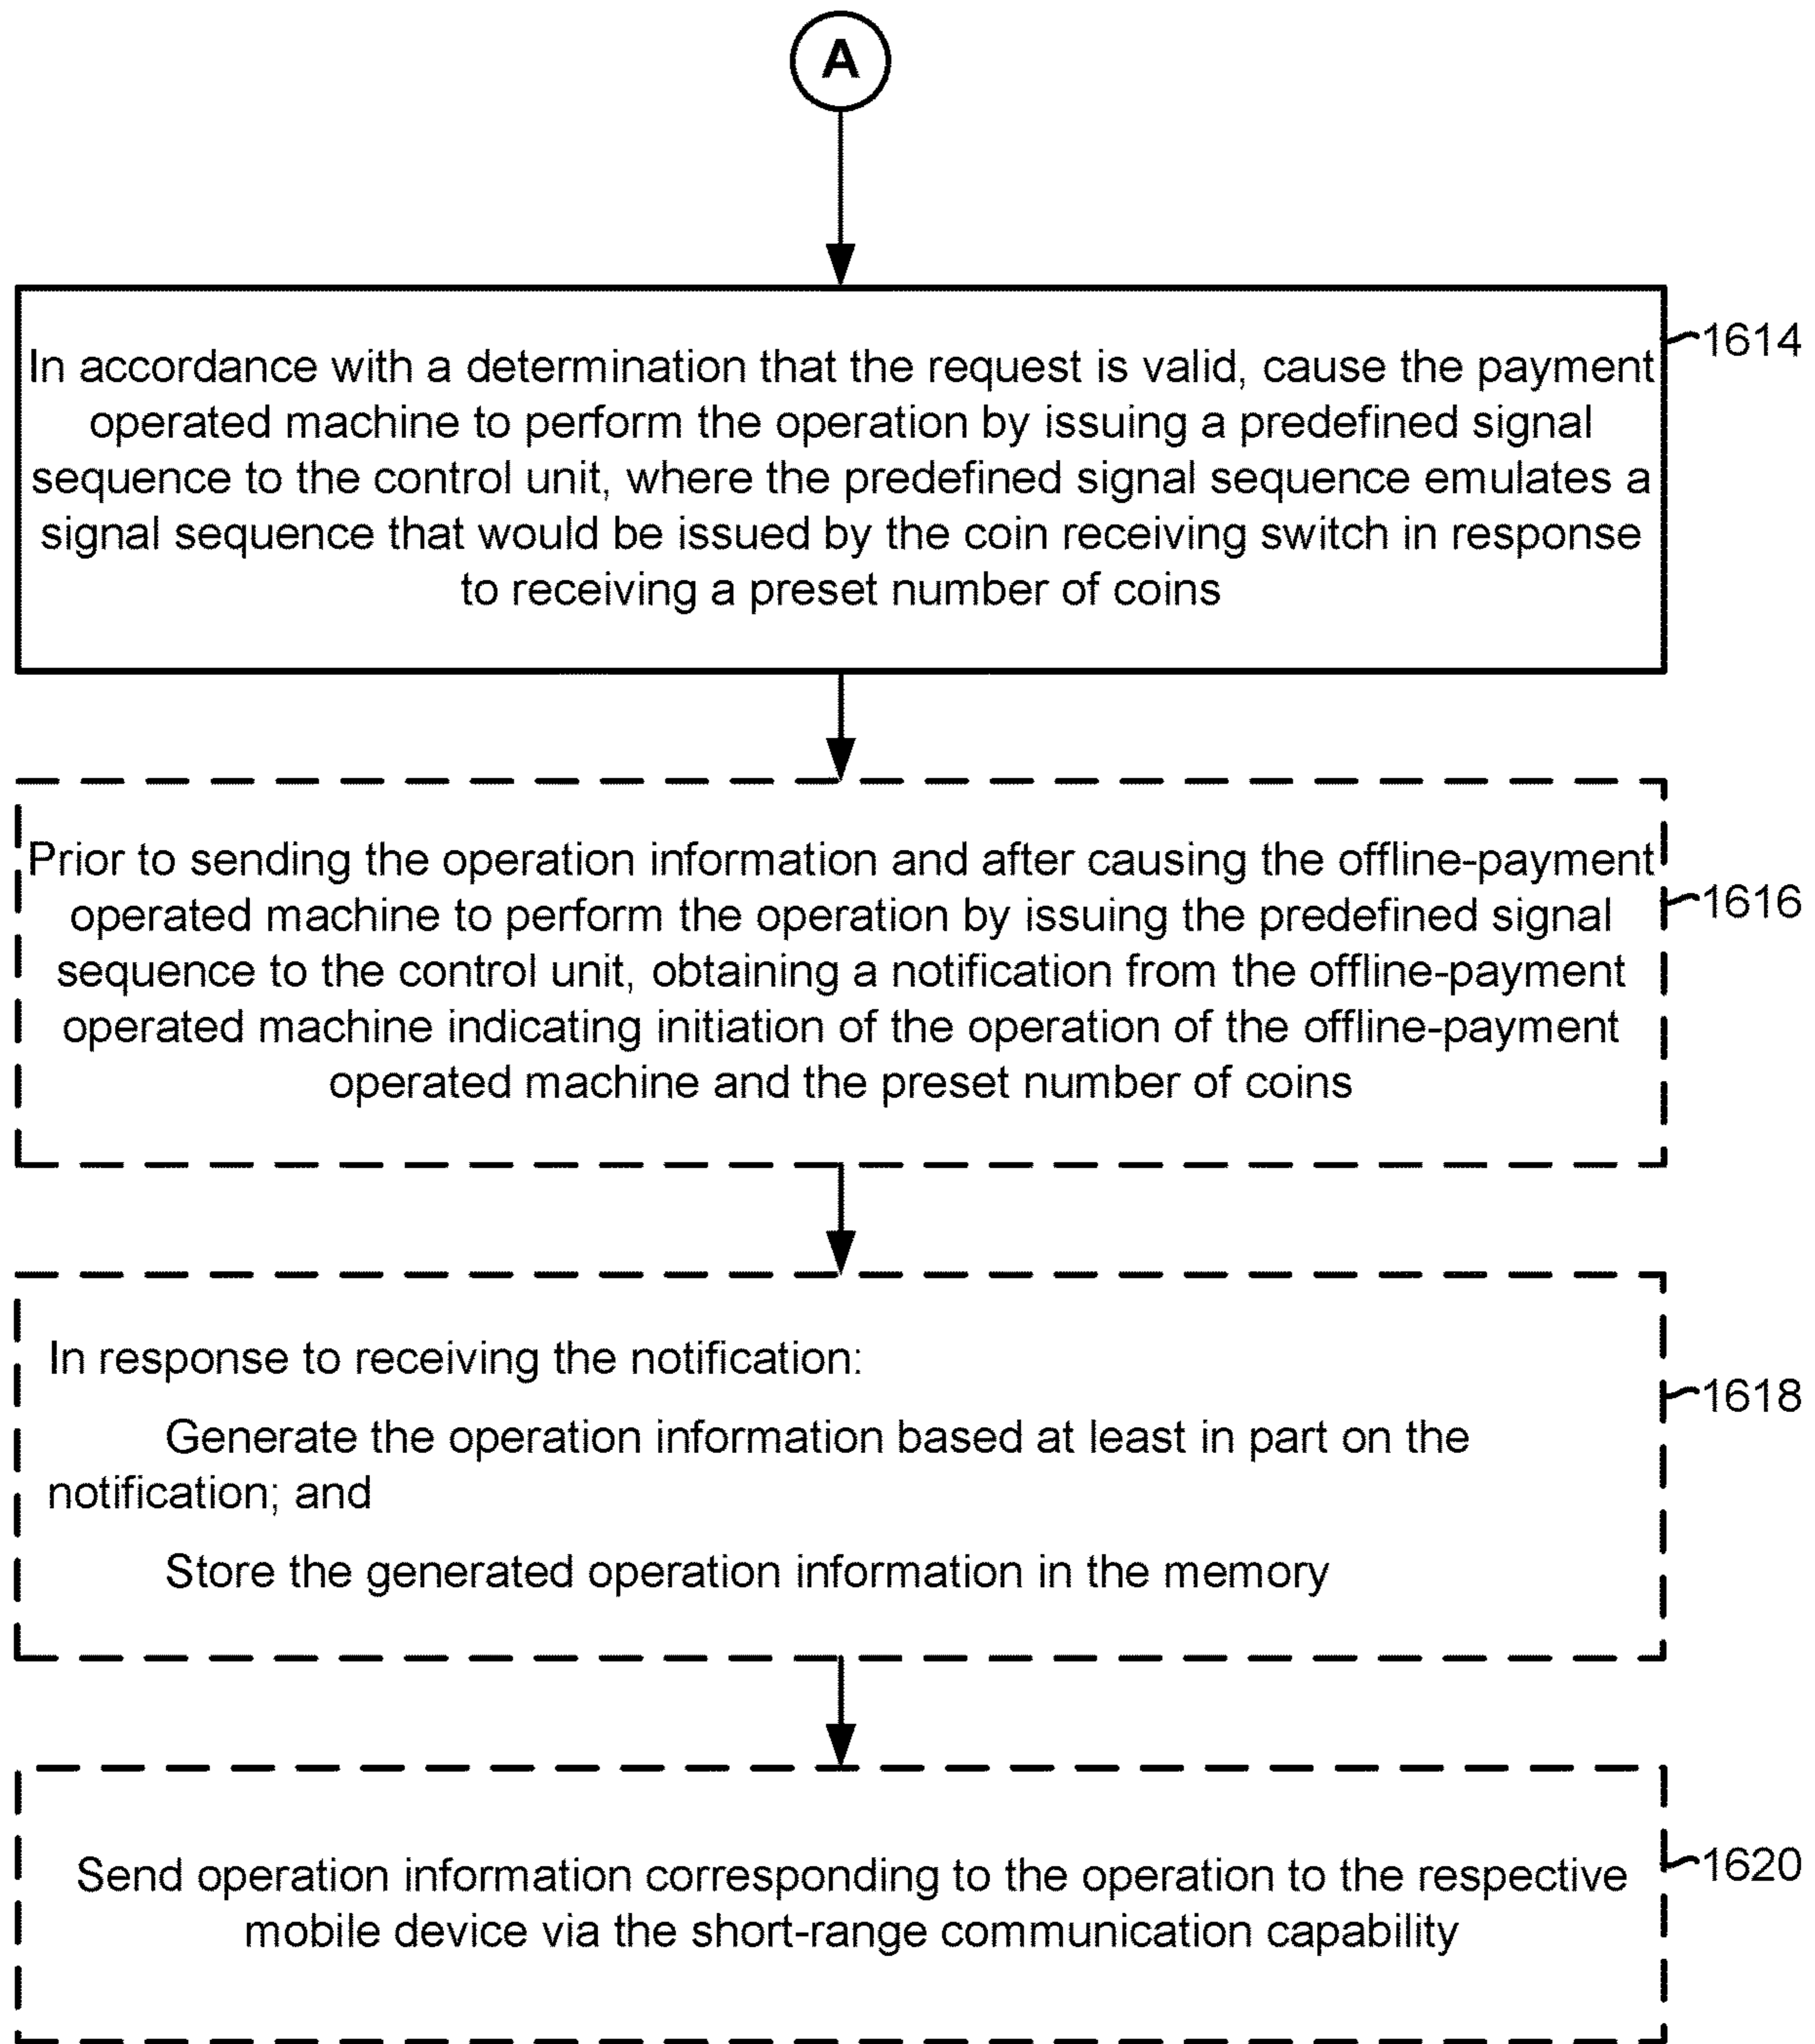 A
In accordance with a determination that the request is valid, cause the payment
operated machine to perform the operation by issuing a predefined signal
sequence to the control unit, where the predefined signal sequence emulates a
signal sequence that would be issued by the coin receiving switch in response
to receiving a preset number of coins
1614
Prior to sending the operation information and after causing the offline-payment
operated machine to perform the operation by issuing the predefined signal
sequence to the control unit, obtaining a notification from the offline-payment
operated machine indicating initiation of the operation of the offline-payment
operated machine and the preset number of coins
1616
In response to receiving the notification:
Generate the operation information based at least in part on the
notification; and
Store the generated operation information in the memory
1618
Send operation information corresponding to the operation to the respective
mobile device via the short-range communication capability
1620